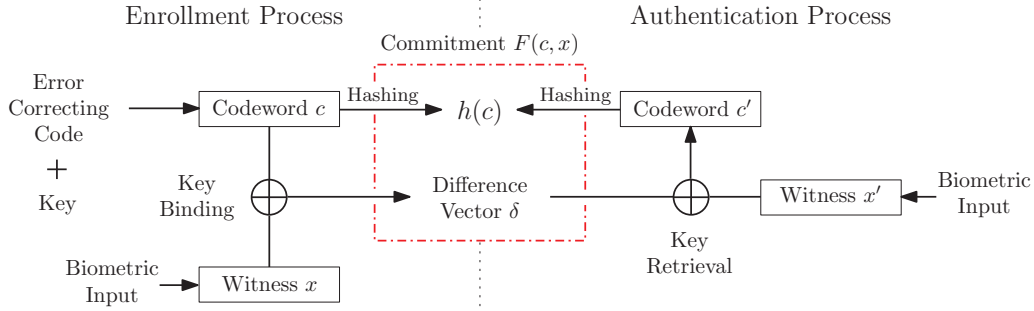 Enrollment Process
Authentication Process
Commitment F(c, x)
Error
Correcting
Code
+
Key
Codeword c
Hashing
h(c)
Hashing
Codeword c′
Key
Binding
Difference
Vector δ
Witness x′
Biometric
Input
Key
Retrieval
Biometric
Input
Witness x